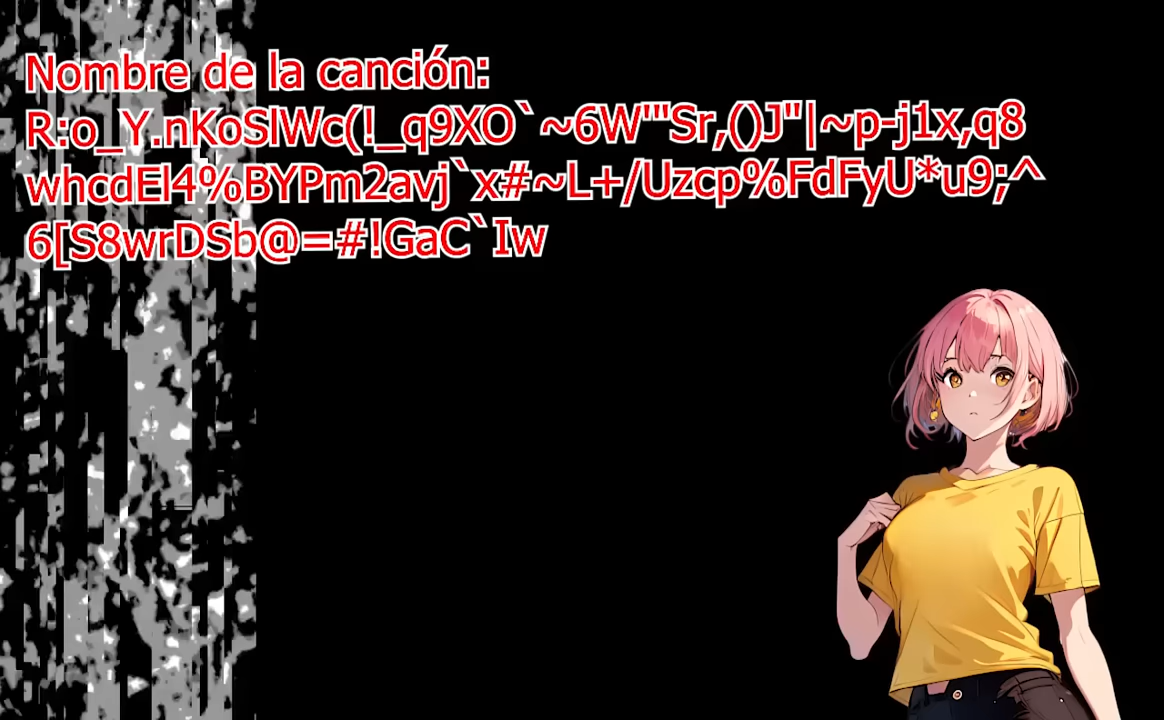 Nombre de la canción:
R:o_Y.nKoSlWc(!_q9XO`~6W'"Sr,()J"|~p-j1x,q8
whcdEl4%BYPm2avj`x#~L+/Uzcp%FdFyU*u9;^
6[S8wrDSb@=#!GaC`Iw